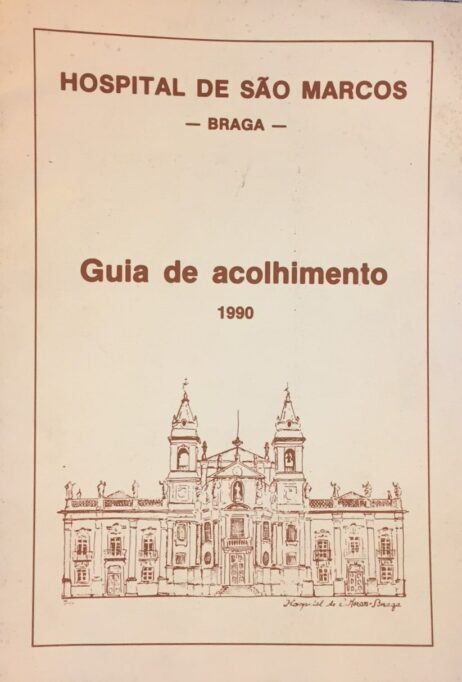 HOSPITAL DE SÃO MARCOS
— BRAGA —
Guia de acolhimento
1990
Hospital de S. Marcos-Braga